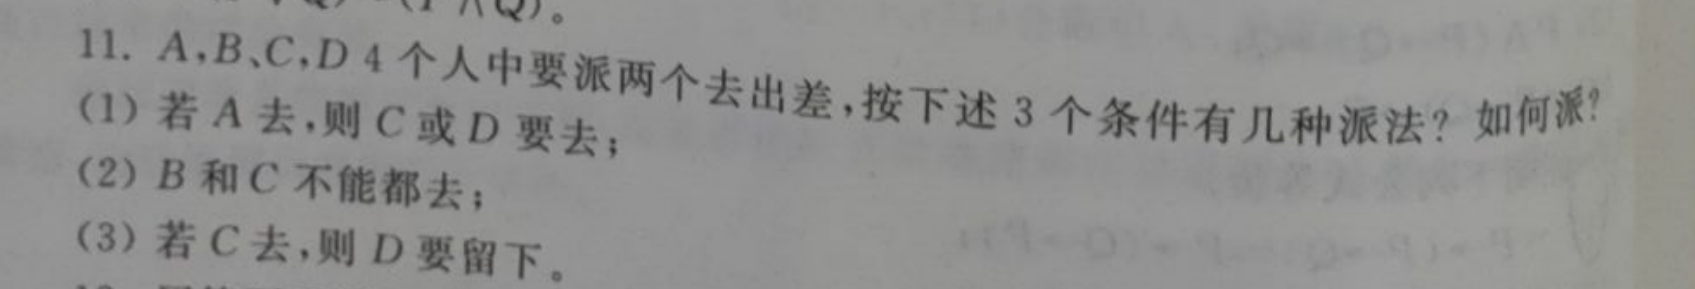 11. A,B、C,D 4 个人中要派两个去出差,按下述 3 个条件有几种派法? 如何派?
(1) 若 A 去,则 C 或 D 要去;
(2) B 和 C 不能都去;
(3) 若 C 去,则 D 要留下。